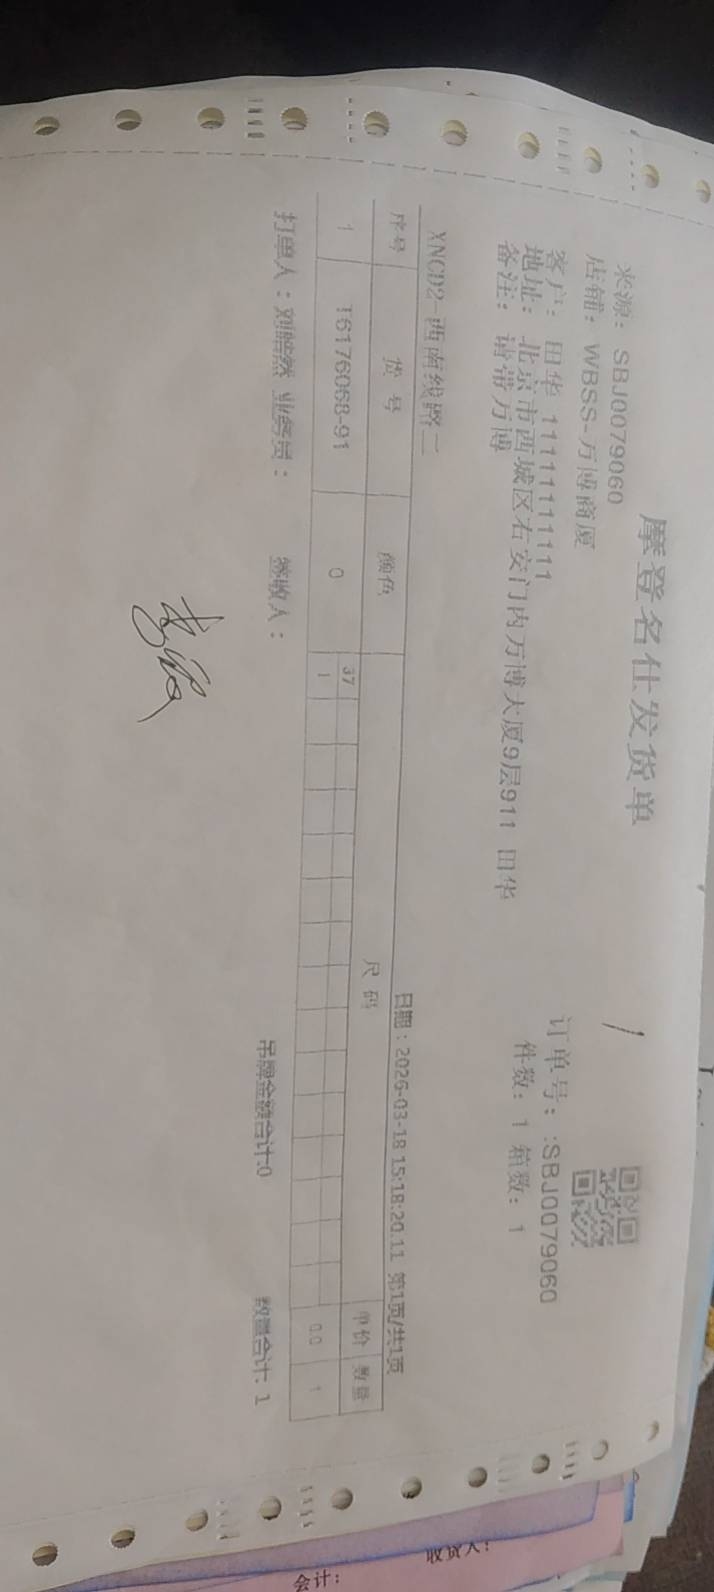 摩登名仕发货单
来源: SBJ0079060
店铺: WBSS-万博商厦
订单号: :SBJ0079060
客户: 田华 11111111111
件数: 1 箱数: 1
地址: 北京市西城区右安门内万博大厦9层911 田华
备注: 请带万博
XNCD2-西南线路二
日期: 2026-03-18 15:18:20.11 第1页/共1页
序号 货号 颜色 尺码 单价 数量
37
1 T6176068-91 0 1 0.0 1
打单人: 刘皓然 业务员: 签收人: 吊牌金额合计:0 数量合计: 1
收货人:
会计: